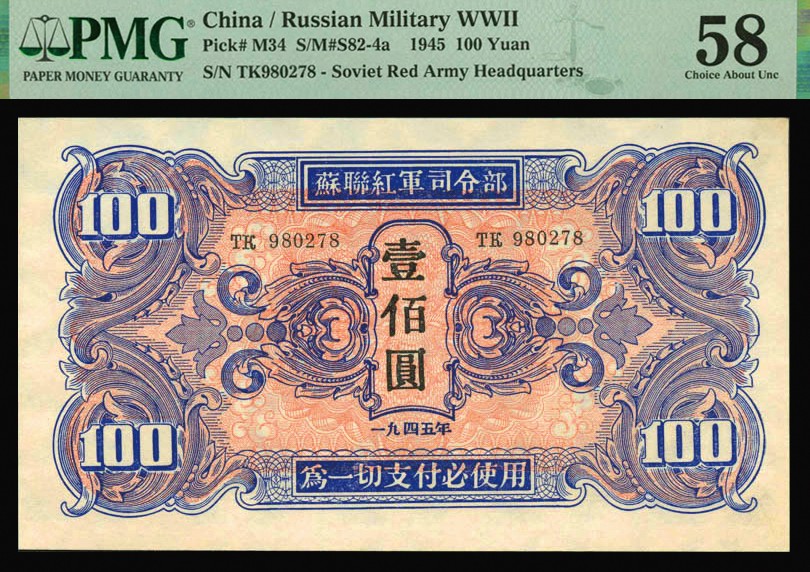 PMG®
PAPER MONEY GUARANTY
China / Russian Military WWII
Pick# M34 S/M#S82-4a 1945 100 Yuan
S/N TK980278 - Soviet Red Army Headquarters
58
Choice About Unc
蘇聯紅軍司令部
100
100
ТК 980278
ТК 980278
壹佰圓
一九四五年
100
100
爲一切支付必使用